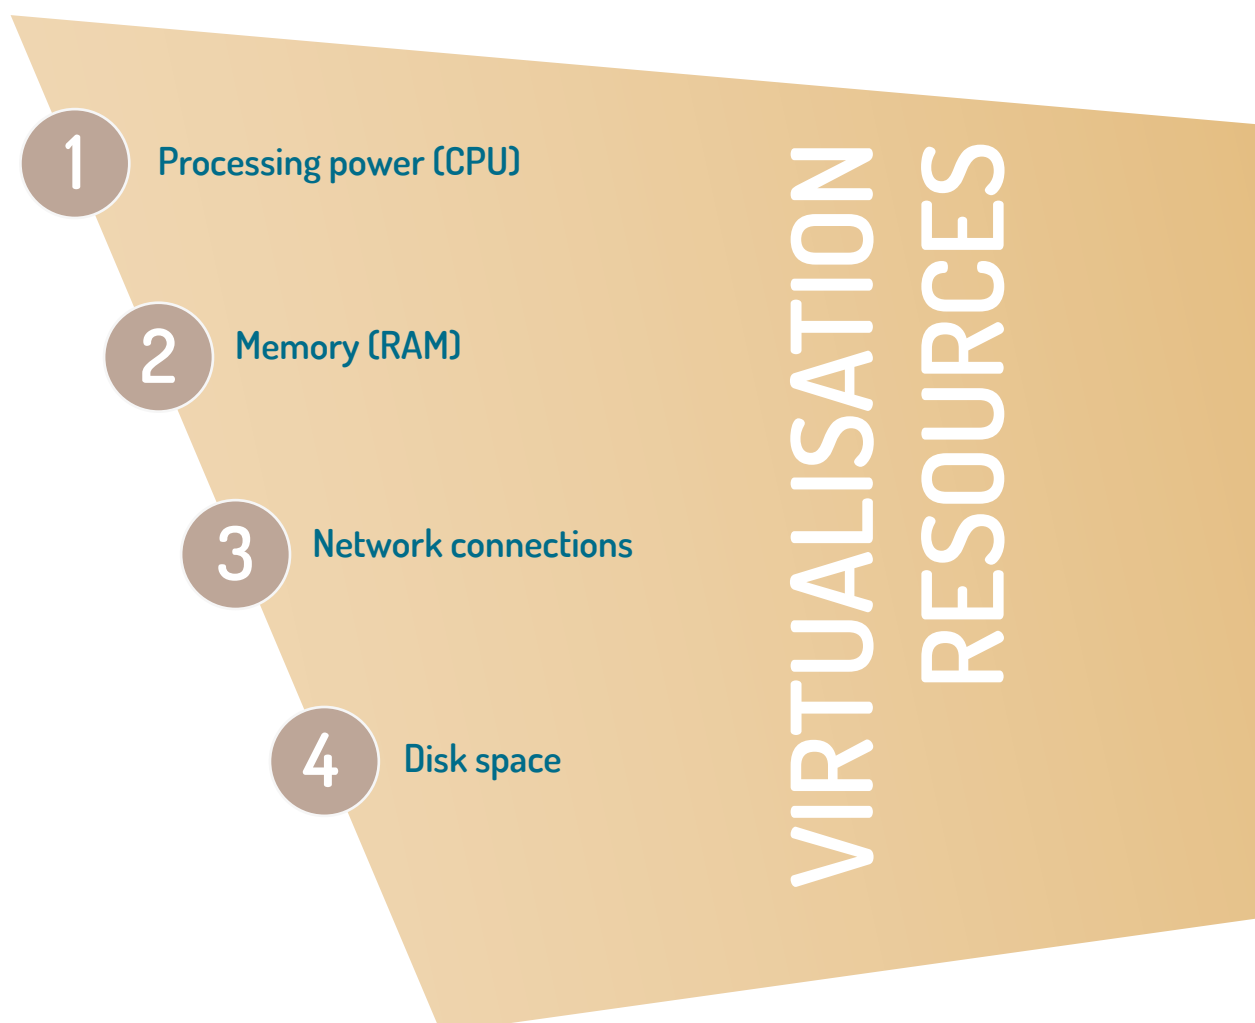 1
Processing power (CPU)
2
Memory (RAM)
3
Network connections
4
Disk space
VIRTUALISATION
RESOURCES